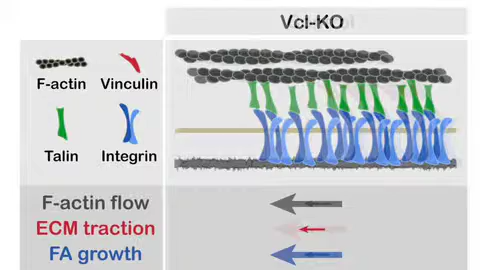 Vcl-KO
F-actin Vinculin
Talin Integrin
F-actin flow
ECM traction
FA growth